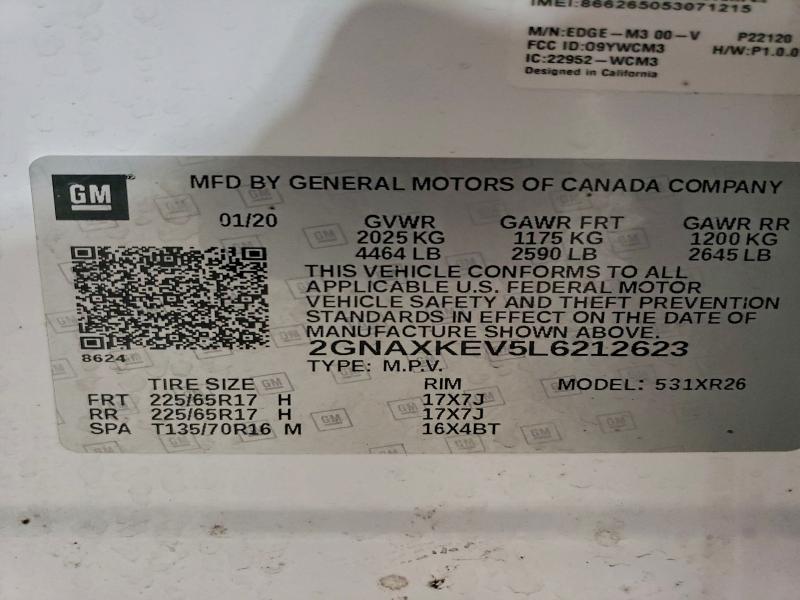 IMEI:866265053071215
M/N:EDGE-M3 00-V P22120
FCC ID:O9YWCM3 H/W:P1.0.0
IC:22952-WCM3
Designed in California
GM ® MFD BY GENERAL MOTORS OF CANADA COMPANY
01/20 GVWR GAWR FRT GAWR RR
2025 KG 1175 KG 1200 KG
4464 LB 2590 LB 2645 LB
THIS VEHICLE CONFORMS TO ALL
APPLICABLE U.S. FEDERAL MOTOR
VEHICLE SAFETY AND THEFT PREVENTION
STANDARDS IN EFFECT ON THE DATE OF
MANUFACTURE SHOWN ABOVE.
8624 2GNAXKEV5L6212623
TYPE: M.P.V.
TIRE SIZE RIM MODEL: 531XR26
FRT 225/65R17 H 17X7J
RR 225/65R17 H 17X7J
SPA T135/70R16 M 16X4BT